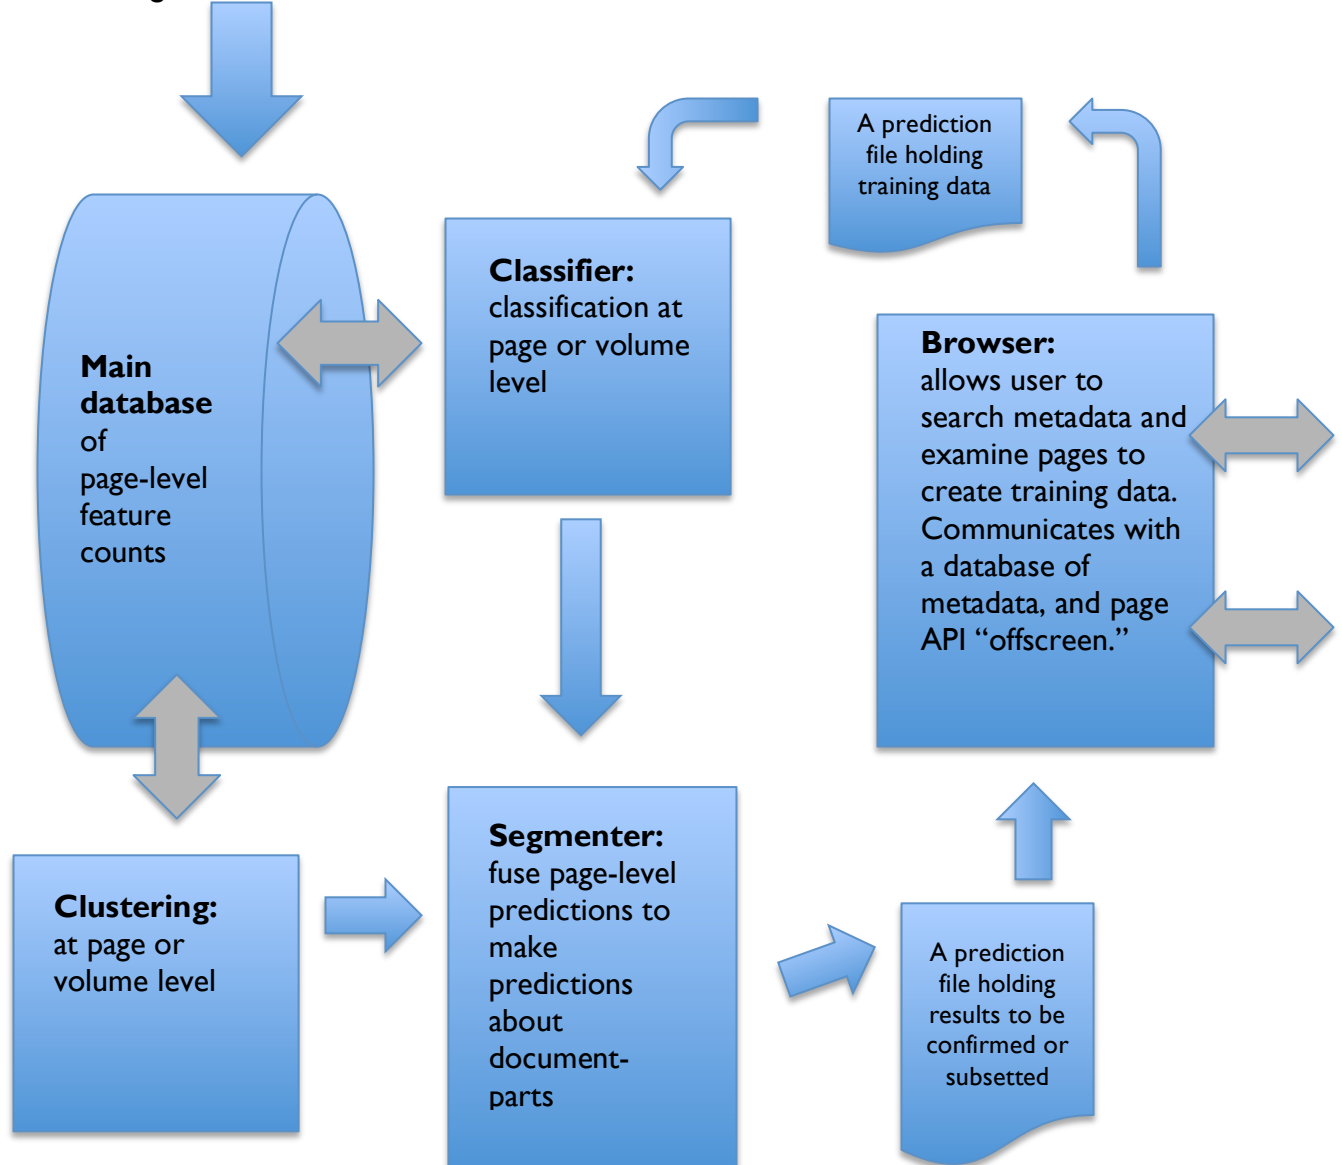 A prediction
file holding
training data
Classifier:
classification at
page or volume
level
Main
database
of
page-level
feature
counts
Browser:
allows user to
search metadata and
examine pages to
create training data.
Communicates with
a database of
metadata, and page
API “offscreen.”
Clustering:
at page or
volume level
Segmenter:
fuse page-level
predictions to
make
predictions
about
document-
parts
A prediction
file holding
results to be
confirmed or
subsetted